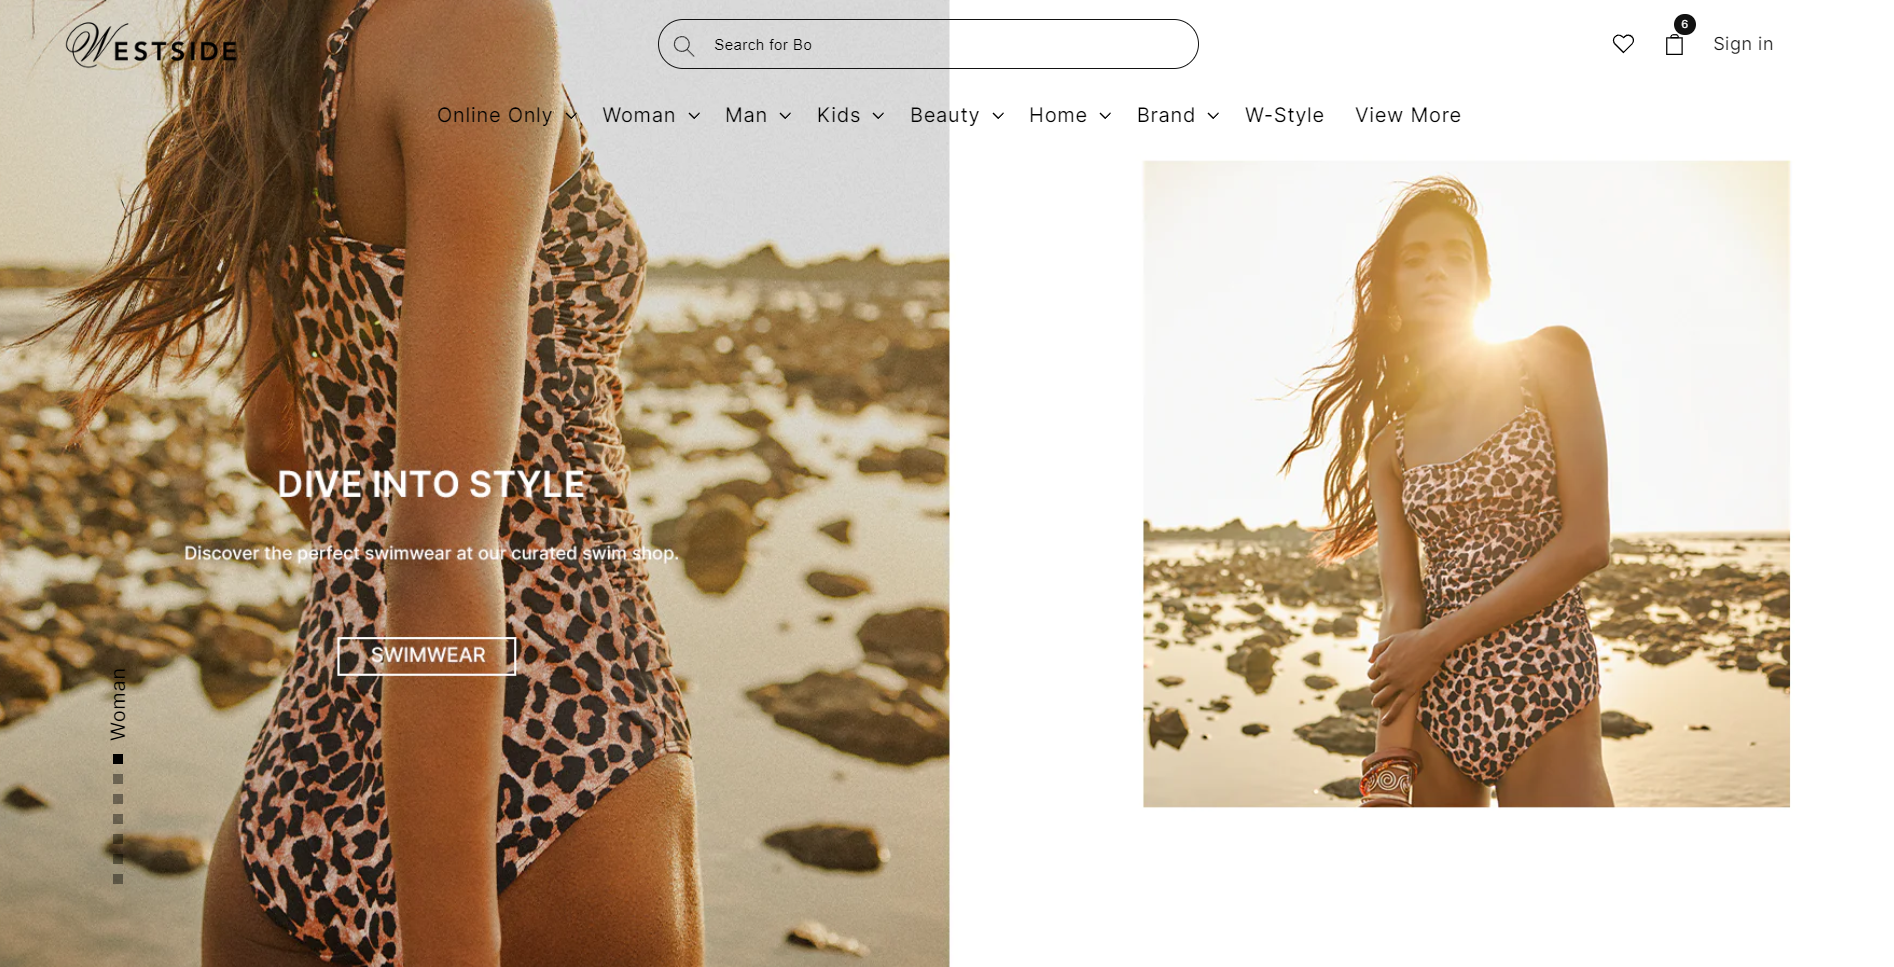 WESTSIDE
Search for Bo
6
Sign in
Online Only
Woman
Man
Kids
Beauty
Home
Brand
W-Style
View More
DIVE INTO STYLE
Discover the perfect swimwear at our curated swim shop.
SWIMWEAR
Woman